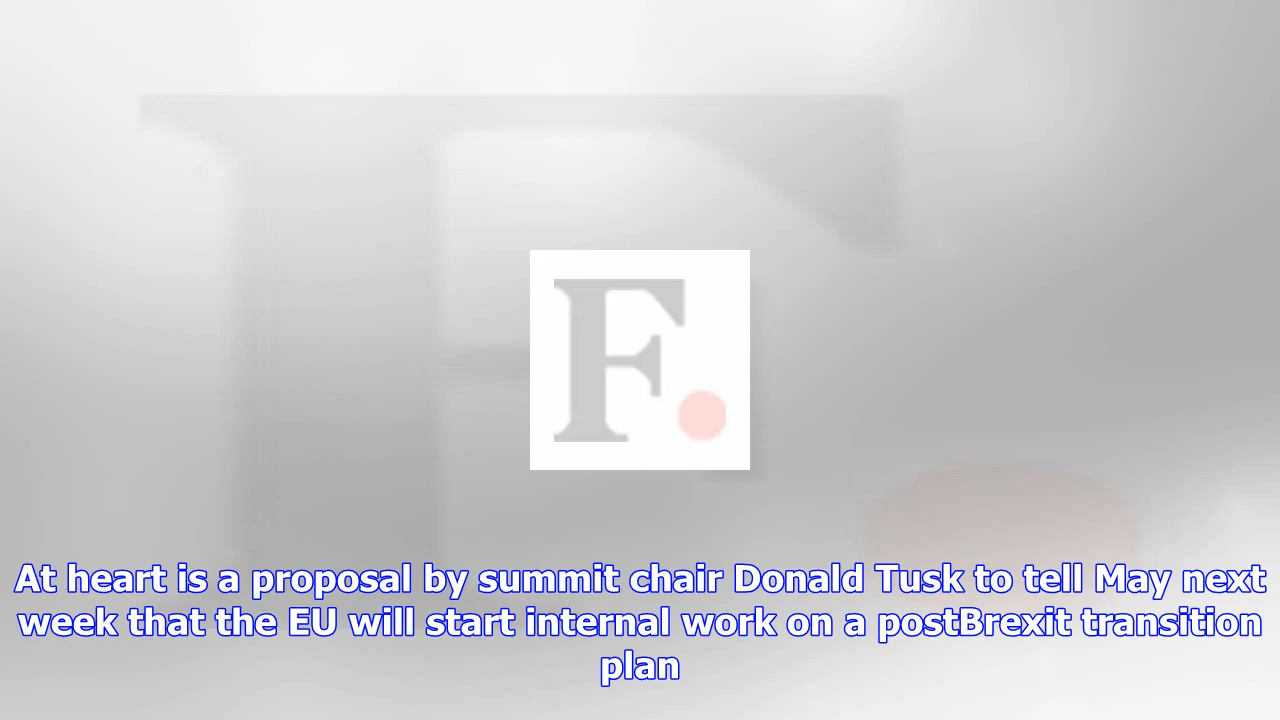 F.
At heart is a proposal by summit chair Donald Tusk to tell May next
week that the EU will start internal work on a postBrexit transition
plan